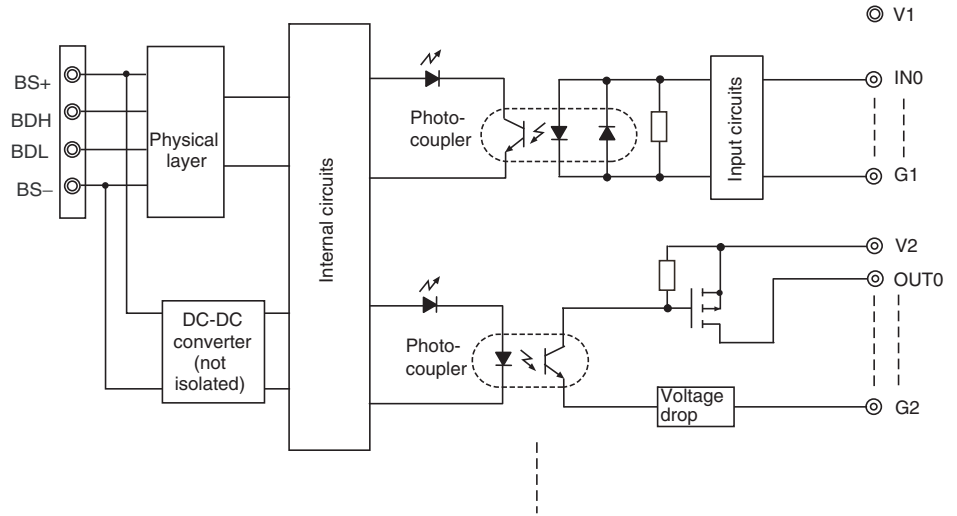 V1
BS+
BDH
BDL
BS–
Physical
layer
Internal circuits
Photo-
coupler
Input circuits
IN0
G1
DC-DC
converter
(not
isolated)
Photo-
coupler
V2
OUT0
Voltage
drop
G2